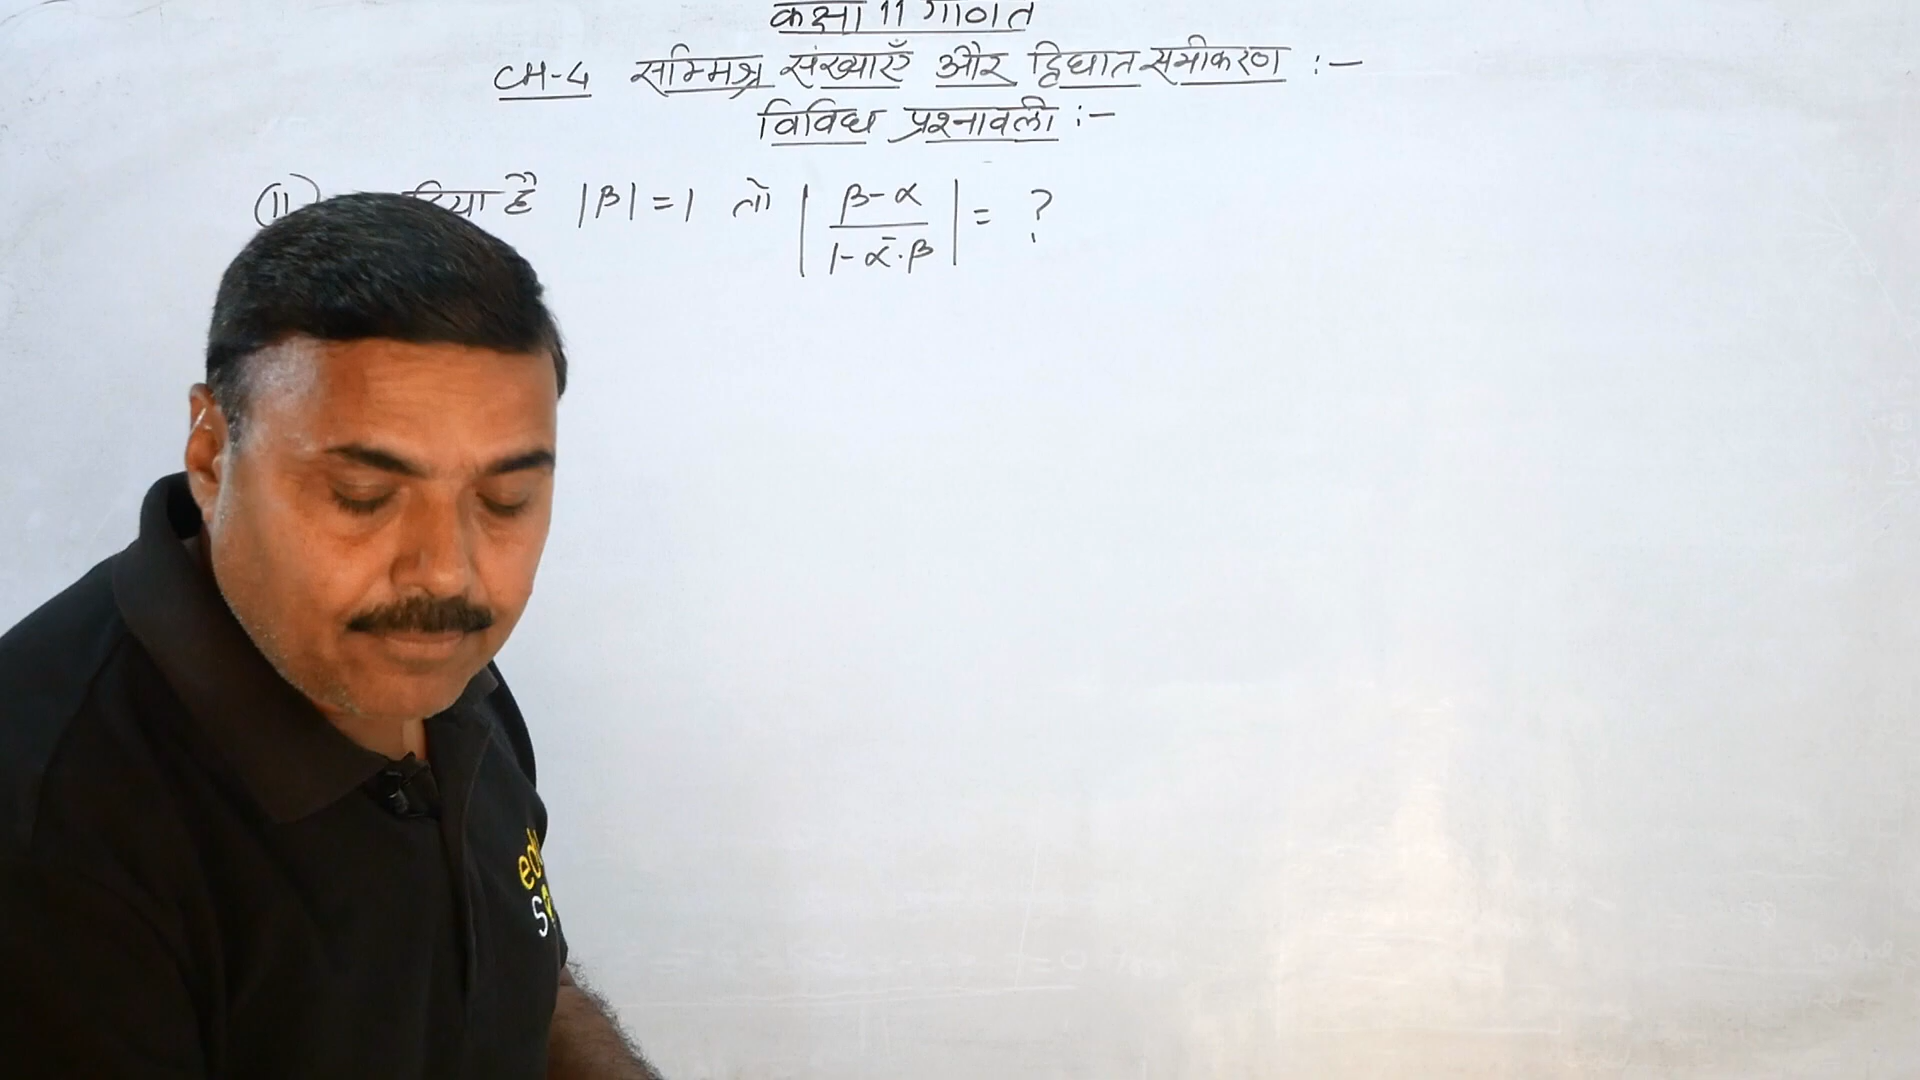 कक्षा 11 गणित
CH-4 सम्मिश्र संख्याएँ और द्विघात समीकरण :-
विविध प्रश्नावली :-
(11) दिया है |β| = 1 तो | (β-α)/(1-ᾱ.β) | = ?